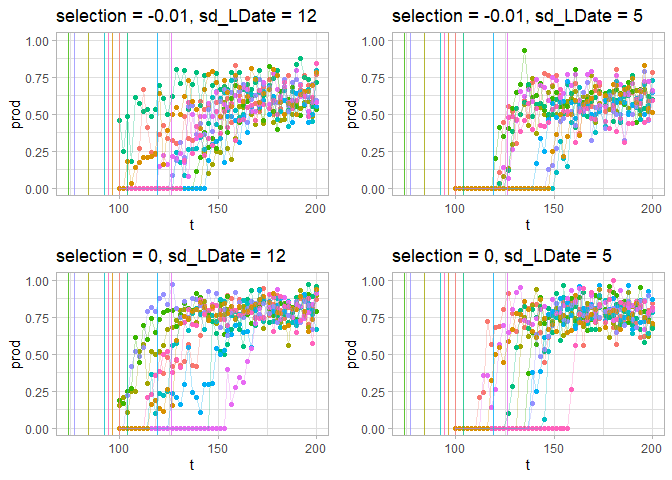 selection = -0.01, sd_LDate = 12
1.00
0.75
0.50
0.25
0.00
prod
100
150
200
t
selection = -0.01, sd_LDate = 5
1.00
0.75
0.50
0.25
0.00
prod
100
150
200
t
selection = 0, sd_LDate = 12
1.00
0.75
0.50
0.25
0.00
prod
100
150
200
t
selection = 0, sd_LDate = 5
1.00
0.75
0.50
0.25
0.00
prod
100
150
200
t